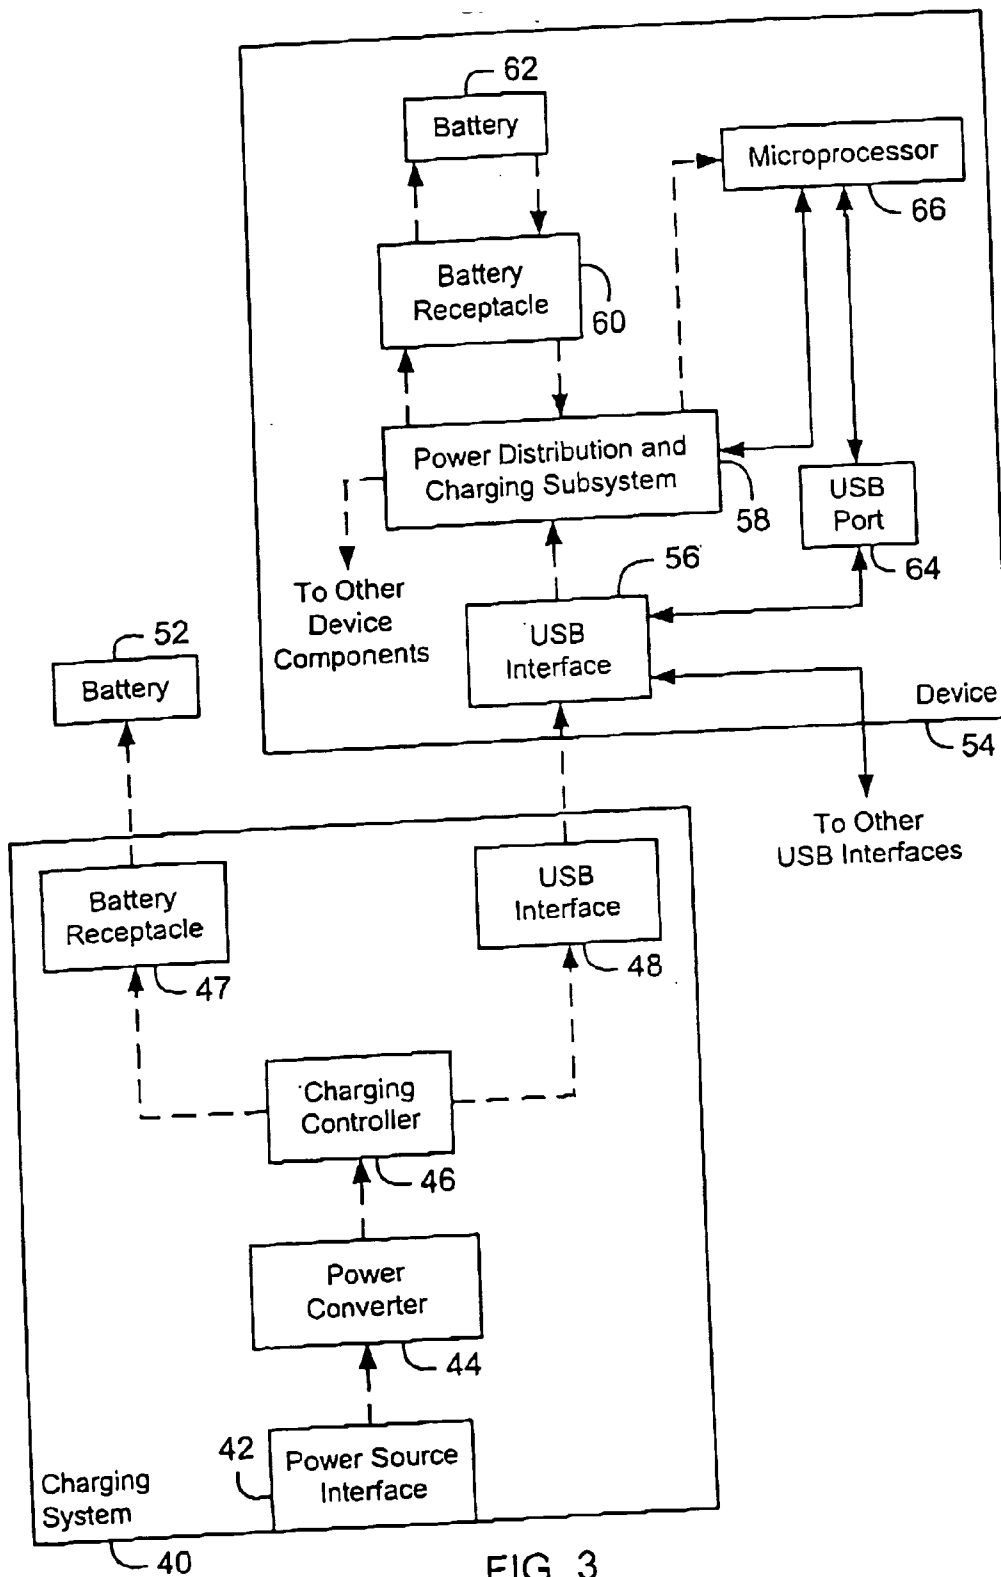 62
Battery
Microprocessor
66
Battery
Receptacle
60
Power Distribution and
Charging Subsystem
58
USB
Port
64
56
To Other
Device
Components
USB
Interface
52
Battery
Device
54
To Other
USB Interfaces
Battery
Receptacle
47
USB
Interface
48
Charging
Controller
46
Power
Converter
44
42
Power Source
Interface
Charging
System
40
FIG. 3